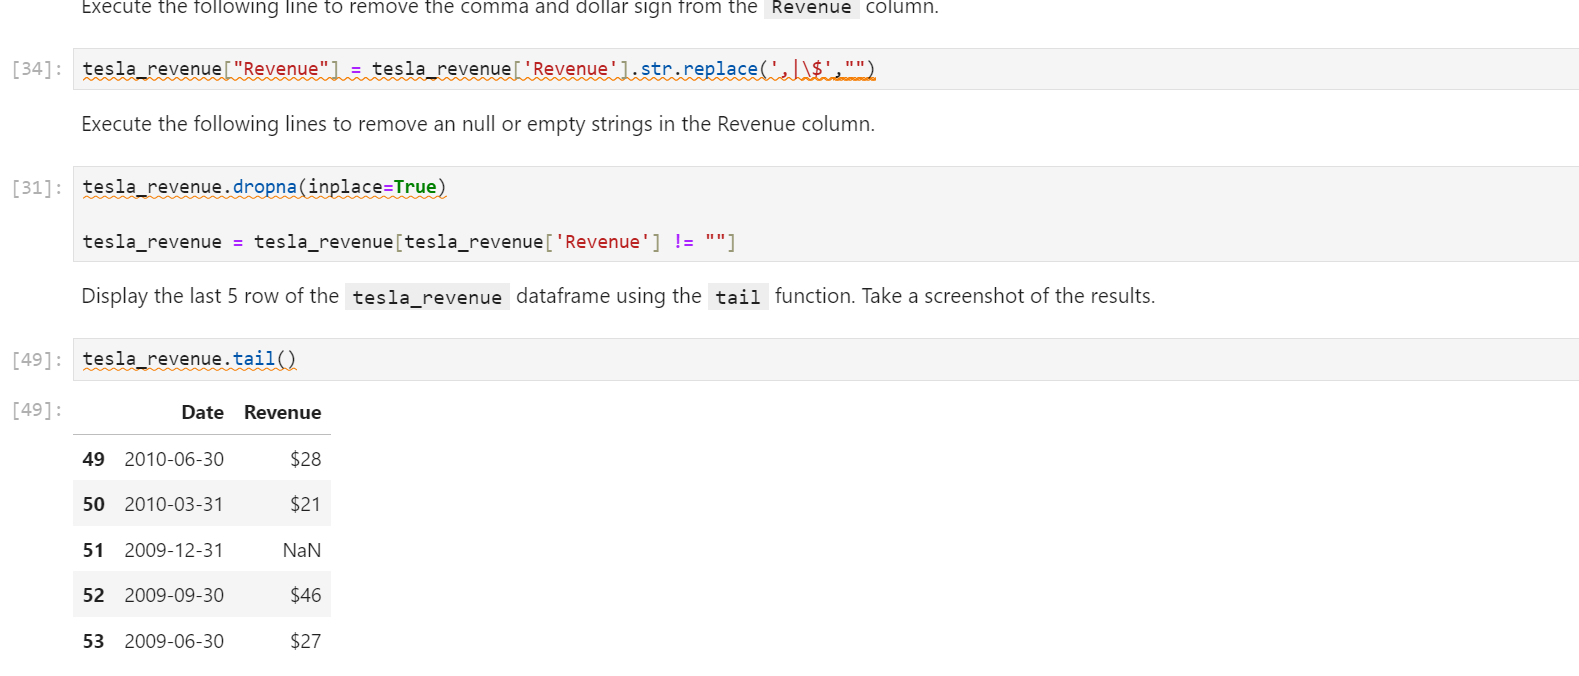 Execute the following line to remove the comma and dollar sign from the Revenue column.
[34]: tesla_revenue["Revenue"] = tesla_revenue['Revenue'].str.replace(',|\$',"")
Execute the following lines to remove an null or empty strings in the Revenue column.
[31]: tesla_revenue.dropna(inplace=True)
tesla_revenue = tesla_revenue[tesla_revenue['Revenue'] != ""]
Display the last 5 row of the tesla_revenue dataframe using the tail function. Take a screenshot of the results.
[49]: tesla_revenue.tail()
[49]: Date Revenue
49 2010-06-30 $28
50 2010-03-31 $21
51 2009-12-31 NaN
52 2009-09-30 $46
53 2009-06-30 $27